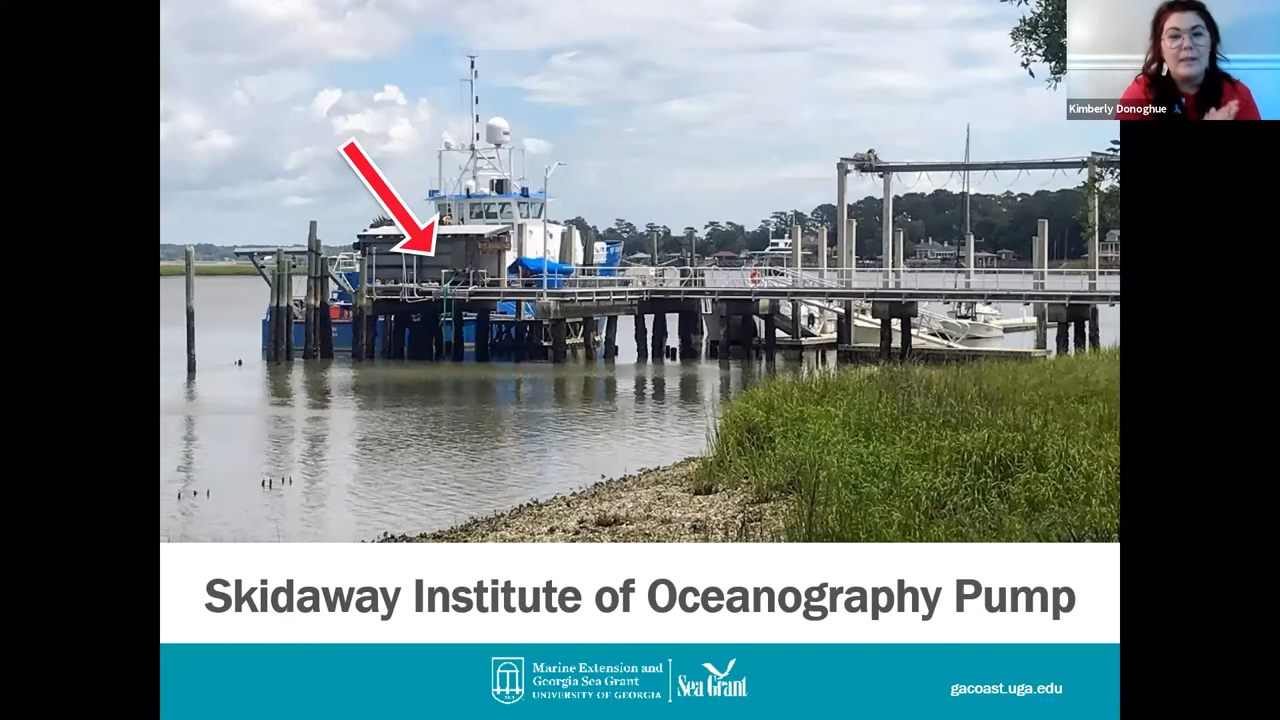 Kimberly Donoghue
Skidaway Institute of Oceanography Pump
Marine Extension and
Georgia Sea Grant
UNIVERSITY OF GEORGIA
Sea Grant
gacoast.uga.edu